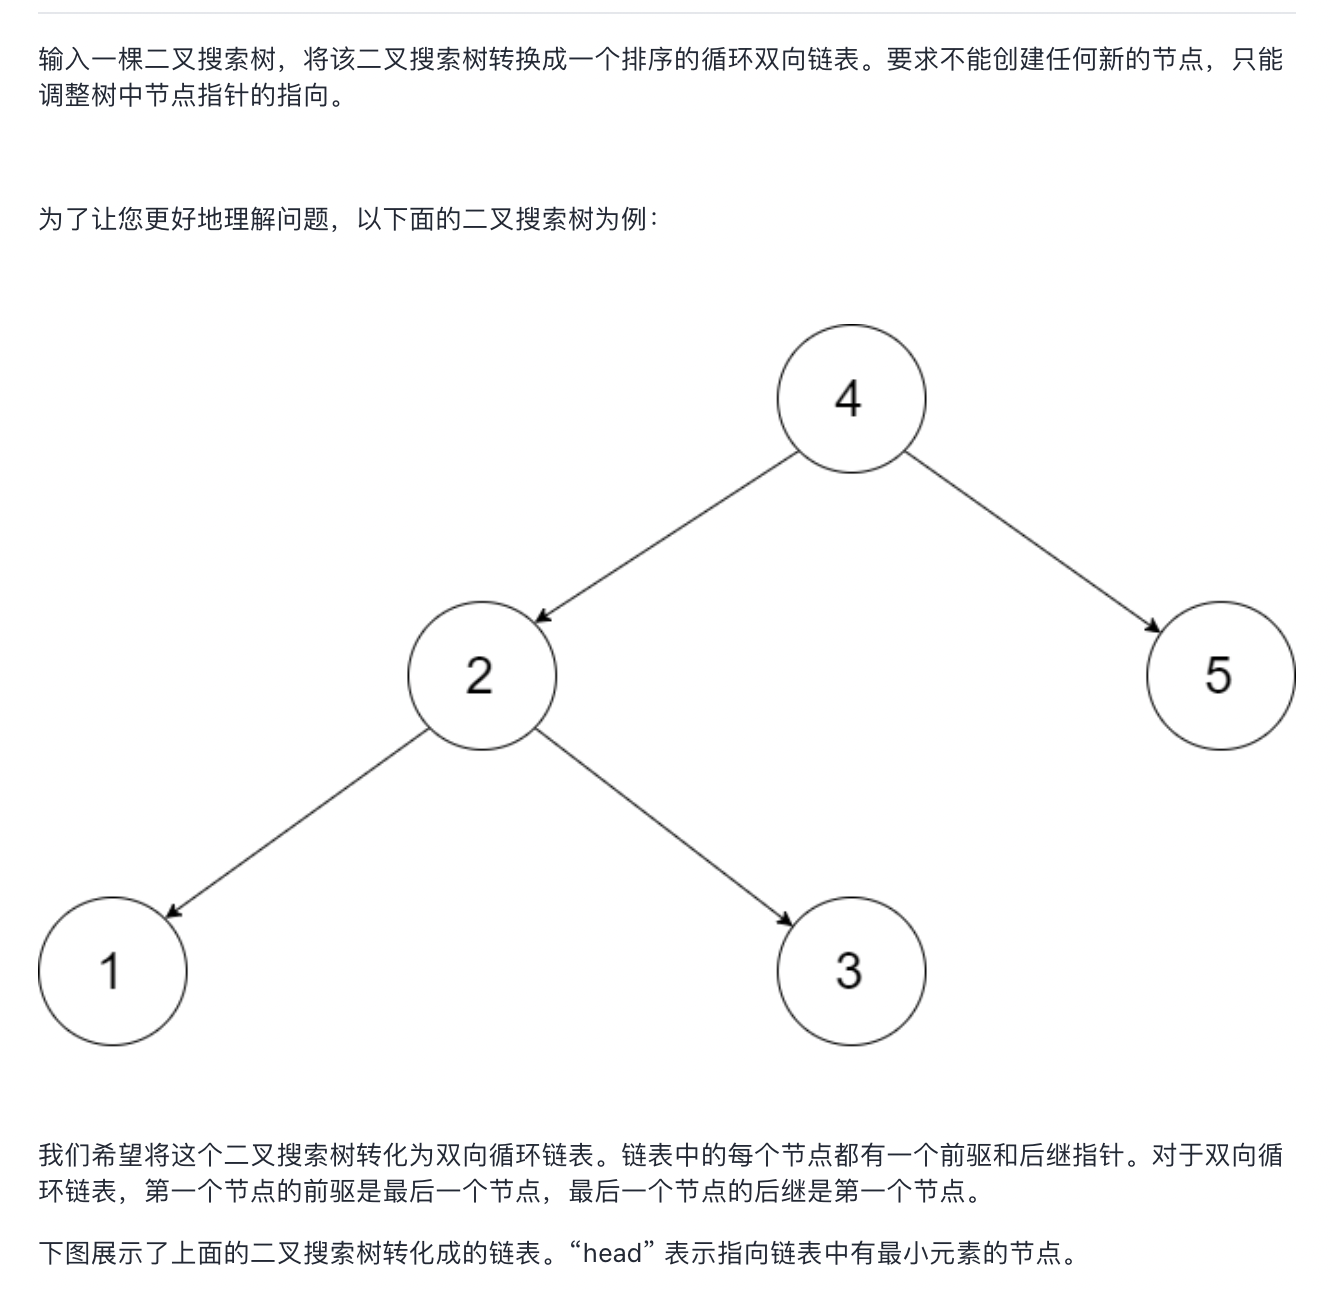 输入一棵二叉搜索树，将该二叉搜索树转换成一个排序的循环双向链表。要求不能创建任何新的节点，只能
调整树中节点指针的指向。
为了让您更好地理解问题，以下面的二叉搜索树为例：
4
2
5
1
3
我们希望将这个二叉搜索树转化为双向循环链表。链表中的每个节点都有一个前驱和后继指针。对于双向循
环链表，第一个节点的前驱是最后一个节点，最后一个节点的后继是第一个节点。
下图展示了上面的二叉搜索树转化成的链表。“head” 表示指向链表中有最小元素的节点。